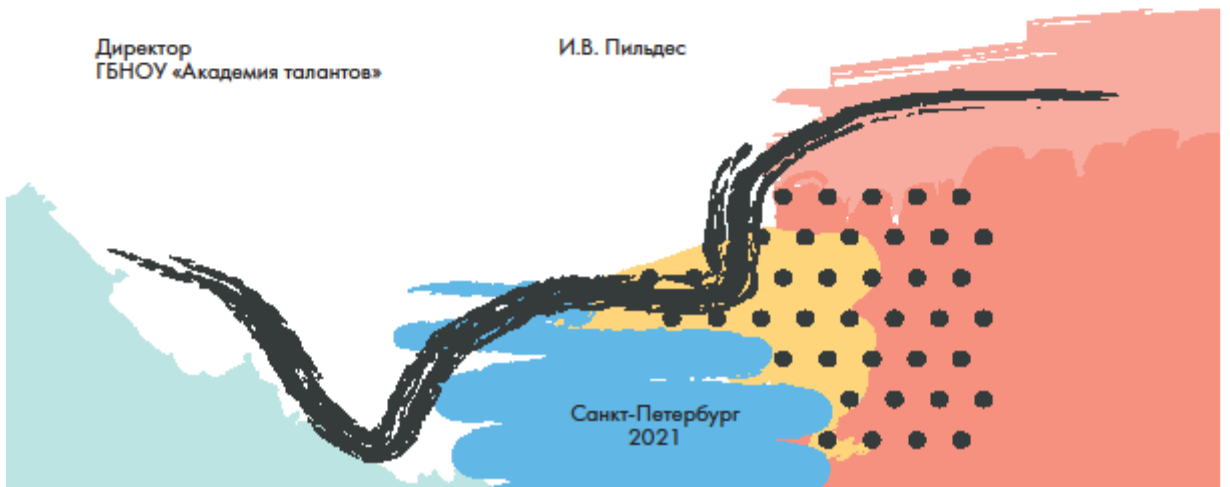 Директор
ГБНОУ «Академия талантов»
И.В. Пильдес
Санкт-Петербург
2021